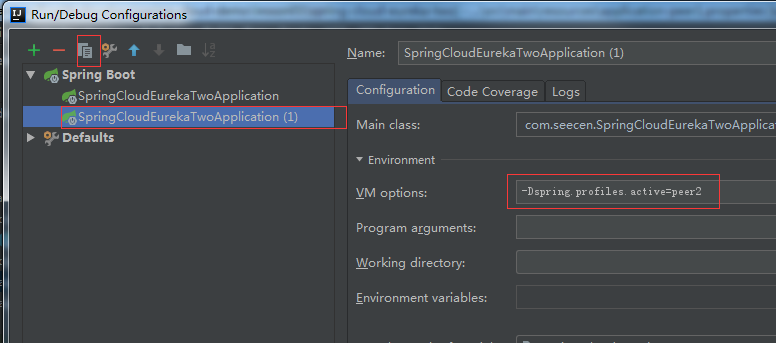 Run/Debug Configurations
Name: SpringCloudEurekaTwoApplication (1)
Spring Boot
SpringCloudEurekaTwoApplication
SpringCloudEurekaTwoApplication (1)
Defaults
Configuration Code Coverage Logs
Main class: com.seecen.SpringCloudEurekaTwoApplica
Environment
VM options: -Dspring.profiles.active=peer2
Program arguments:
Working directory:
Environment variables: